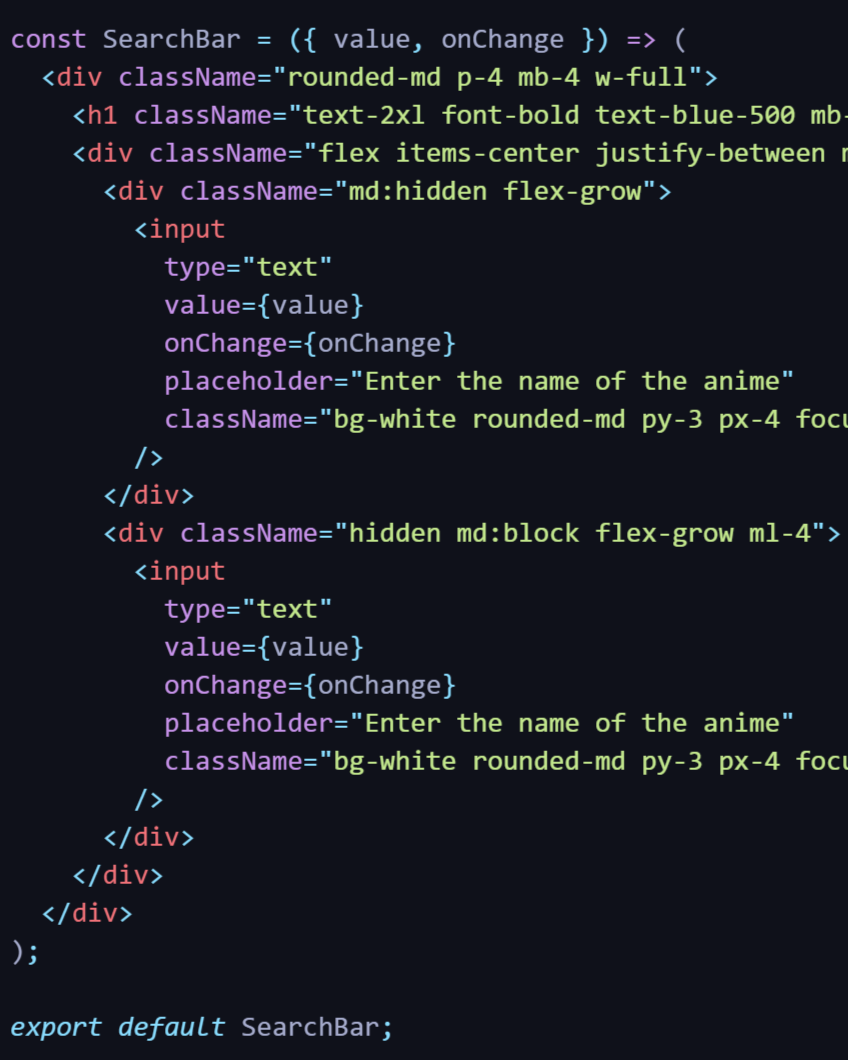 const SearchBar = ({ value, onChange }) => (
  <div className="rounded-md p-4 mb-4 w-full">
    <h1 className="text-2xl font-bold text-blue-500 mb-
    <div className="flex items-center justify-between
      <div className="md:hidden flex-grow">
        <input
          type="text"
          value={value}
          onChange={onChange}
          placeholder="Enter the name of the anime"
          className="bg-white rounded-md py-3 px-4 focu
        />
      </div>
      <div className="hidden md:block flex-grow ml-4">
        <input
          type="text"
          value={value}
          onChange={onChange}
          placeholder="Enter the name of the anime"
          className="bg-white rounded-md py-3 px-4 focu
        />
      </div>
    </div>
  </div>
);

export default SearchBar;